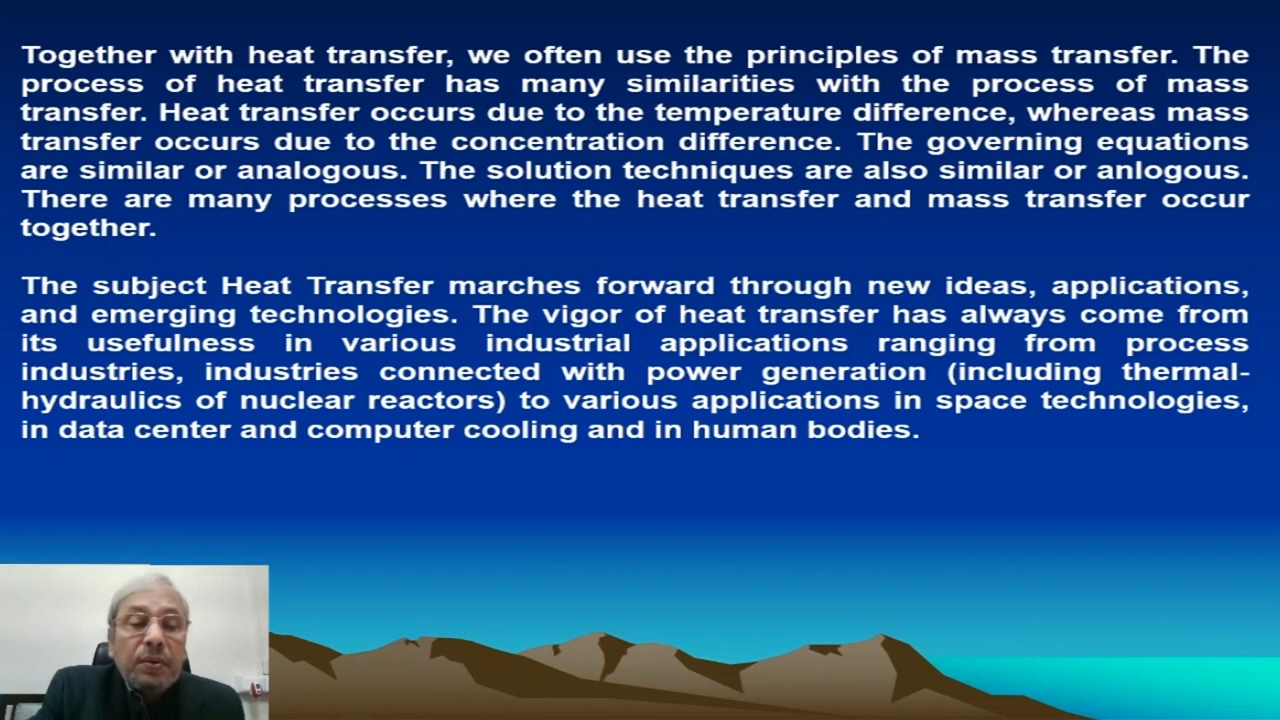 Together with heat transfer, we often use the principles of mass transfer. The
process of heat transfer has many similarities with the process of mass
transfer. Heat transfer occurs due to the temperature difference, whereas mass
transfer occurs due to the concentration difference. The governing equations
are similar or analogous. The solution techniques are also similar or anlogous.
There are many processes where the heat transfer and mass transfer occur
together.
The subject Heat Transfer marches forward through new ideas, applications,
and emerging technologies. The vigor of heat transfer has always come from
its usefulness in various industrial applications ranging from process
industries, industries connected with power generation (including thermal-
hydraulics of nuclear reactors) to various applications in space technologies,
in data center and computer cooling and in human bodies.